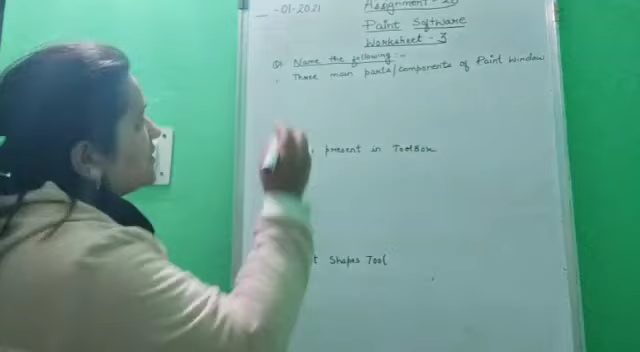 -01-2021
Assignment-
Paint Software
Worksheet - 3
Name the following :-
Three main parts/components of Paint Window
present in ToolBox
Shapes Tool